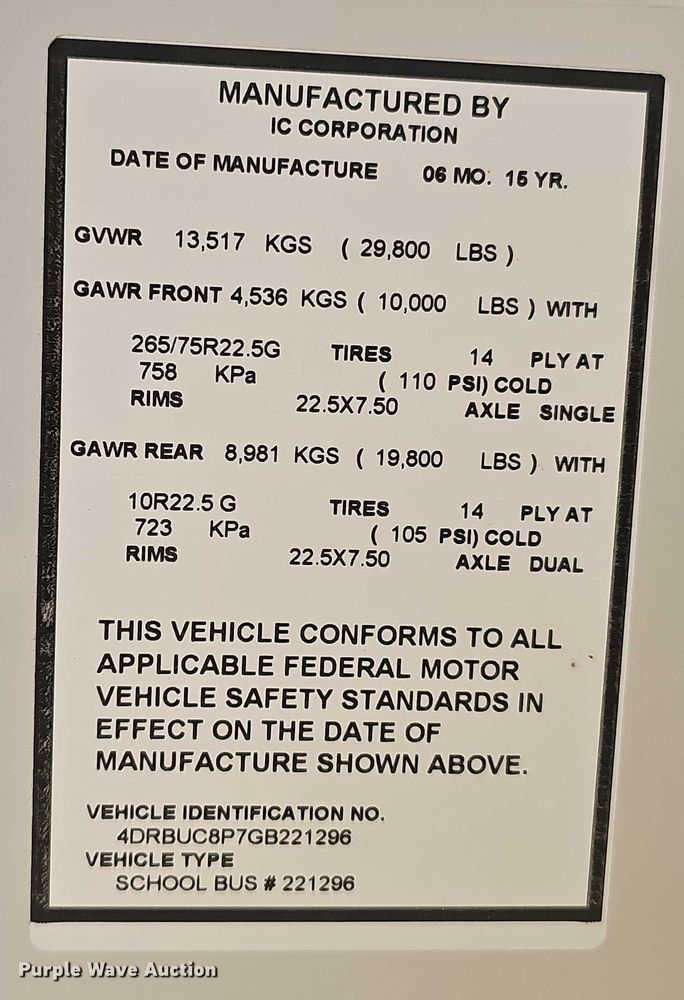 MANUFACTURED BY
IC CORPORATION
DATE OF MANUFACTURE 06 MO. 15 YR.
GVWR 13,517 KGS ( 29,800 LBS )
GAWR FRONT 4,536 KGS ( 10,000 LBS ) WITH
265/75R22.5G TIRES 14 PLY AT
758 KPa ( 110 PSI) COLD
RIMS 22.5X7.50 AXLE SINGLE
GAWR REAR 8,981 KGS ( 19,800 LBS ) WITH
10R22.5 G TIRES 14 PLY AT
723 KPa ( 105 PSI) COLD
RIMS 22.5X7.50 AXLE DUAL
THIS VEHICLE CONFORMS TO ALL
APPLICABLE FEDERAL MOTOR
VEHICLE SAFETY STANDARDS IN
EFFECT ON THE DATE OF
MANUFACTURE SHOWN ABOVE.
VEHICLE IDENTIFICATION NO.
4DRBUC8P7GB221296
VEHICLE TYPE
SCHOOL BUS # 221296
Purple Wave Auction